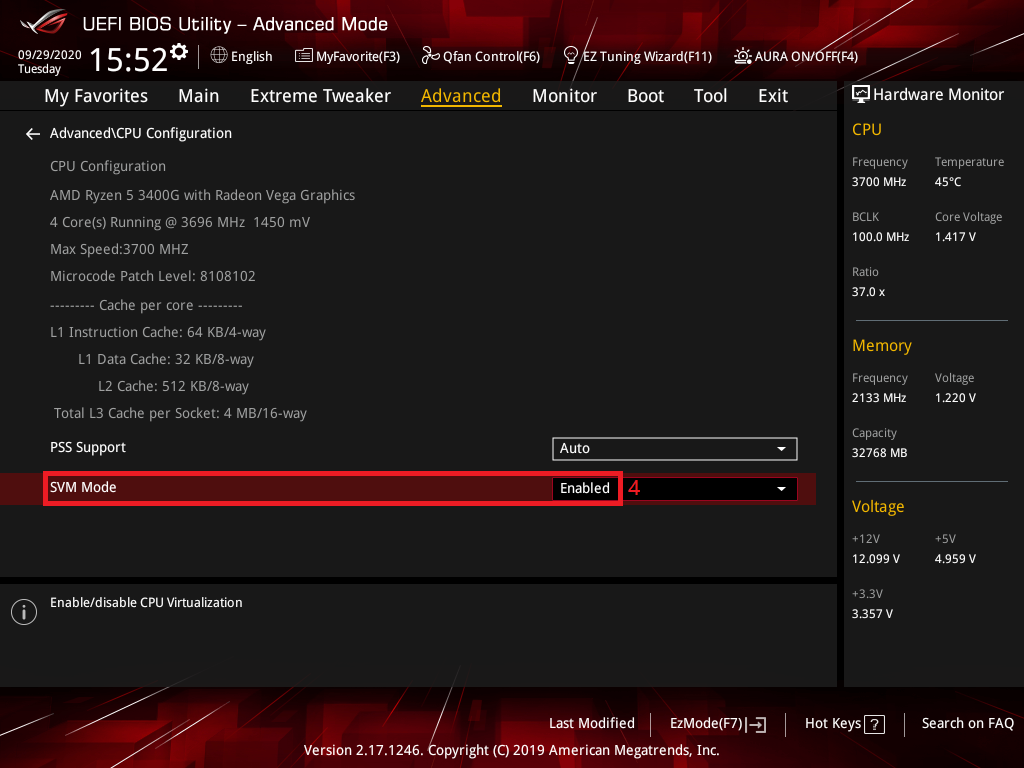 UEFI BIOS Utility – Advanced Mode
09/29/2020
Tuesday
15:52
English
MyFavorite(F3)
Qfan Control(F6)
EZ Tuning Wizard(F11)
AURA ON/OFF(F4)
My Favorites Main Extreme Tweaker Advanced Monitor Boot Tool Exit
Advanced\CPU Configuration
CPU Configuration
AMD Ryzen 5 3400G with Radeon Vega Graphics
4 Core(s) Running @ 3696 MHz 1450 mV
Max Speed:3700 MHZ
Microcode Patch Level: 8108102
--------- Cache per core ---------
L1 Instruction Cache: 64 KB/4-way
L1 Data Cache: 32 KB/8-way
L2 Cache: 512 KB/8-way
Total L3 Cache per Socket: 4 MB/16-way
PSS Support Auto
SVM Mode Enabled 4
Enable/disable CPU Virtualization
Hardware Monitor
CPU
Frequency Temperature
3700 MHz 45°C
BCLK Core Voltage
100.0 MHz 1.417 V
Ratio
37.0 x
Memory
Frequency Voltage
2133 MHz 1.220 V
Capacity
32768 MB
Voltage
+12V +5V
12.099 V 4.959 V
+3.3V
3.357 V
Last Modified EzMode(F7) Hot Keys ? Search on FAQ
Version 2.17.1246. Copyright (C) 2019 American Megatrends, Inc.